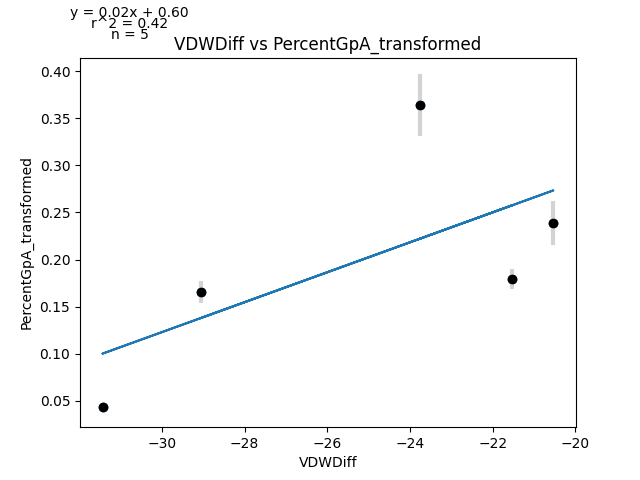 y = 0.02x + 0.60
r^2 = 0.42
n = 5
VDWDiff vs PercentGpA_transformed
0.40
0.35
0.30
0.25
0.20
0.15
0.10
0.05
PercentGpA_transformed
−30
−28
−26
−24
−22
−20
VDWDiff